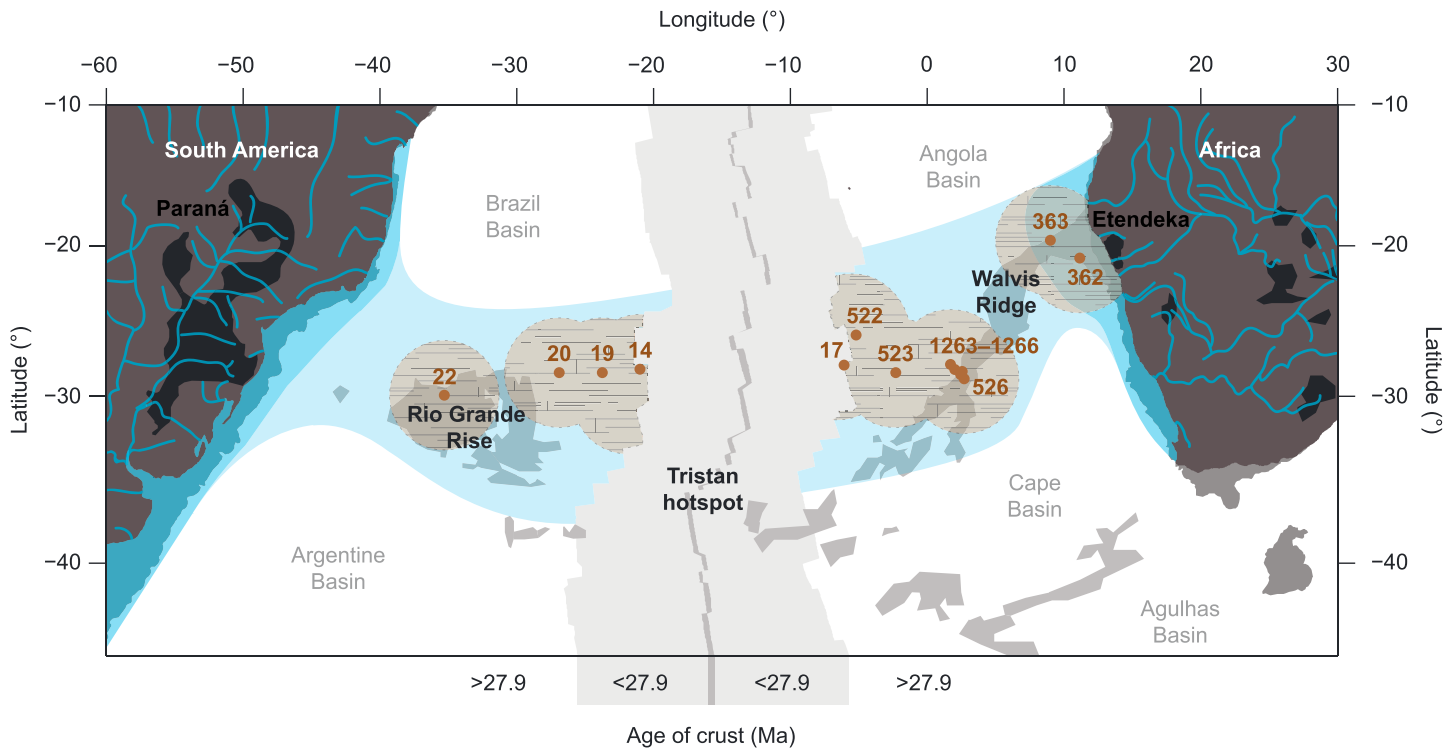 Longitude (°)
−60 −50 −40 −30 −20 −10 0 10 20 30
−10 −10
South America
Africa
Angola
Basin
Brazil
Basin
Paraná
363
Etendeka
−20 −20
362
Walvis
Ridge
522
17
523
1263–1266
526
20 19 14
22
Rio Grande
Rise
−30 −30
Latitude (°)
Latitude (°)
Tristan
hotspot
Cape
Basin
Argentine
Basin
−40 −40
Agulhas
Basin
>27.9 <27.9 <27.9 >27.9
Age of crust (Ma)